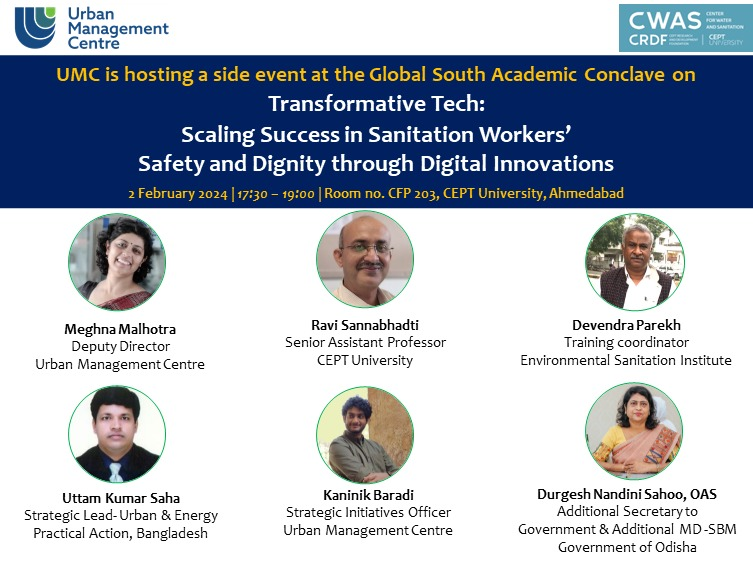 Urban
Management
Centre
CWAS
CENTER
FOR WATER
AND SANITATION
CRDF
CEPT RESEARCH
AND DEVELOPMENT
FOUNDATION
CEPT
UNIVERSITY
UMC is hosting a side event at the Global South Academic Conclave on
Transformative Tech:
Scaling Success in Sanitation Workers’
Safety and Dignity through Digital Innovations
2 February 2024 | 17:30 – 19:00 | Room no. CFP 203, CEPT University, Ahmedabad
Meghna Malhotra
Deputy Director
Urban Management Centre
Ravi Sannabhadti
Senior Assistant Professor
CEPT University
Devendra Parekh
Training coordinator
Environmental Sanitation Institute
Uttam Kumar Saha
Strategic Lead- Urban & Energy
Practical Action, Bangladesh
Kaninik Baradi
Strategic Initiatives Officer
Urban Management Centre
Durgesh Nandini Sahoo, OAS
Additional Secretary to
Government & Additional MD -SBM
Government of Odisha